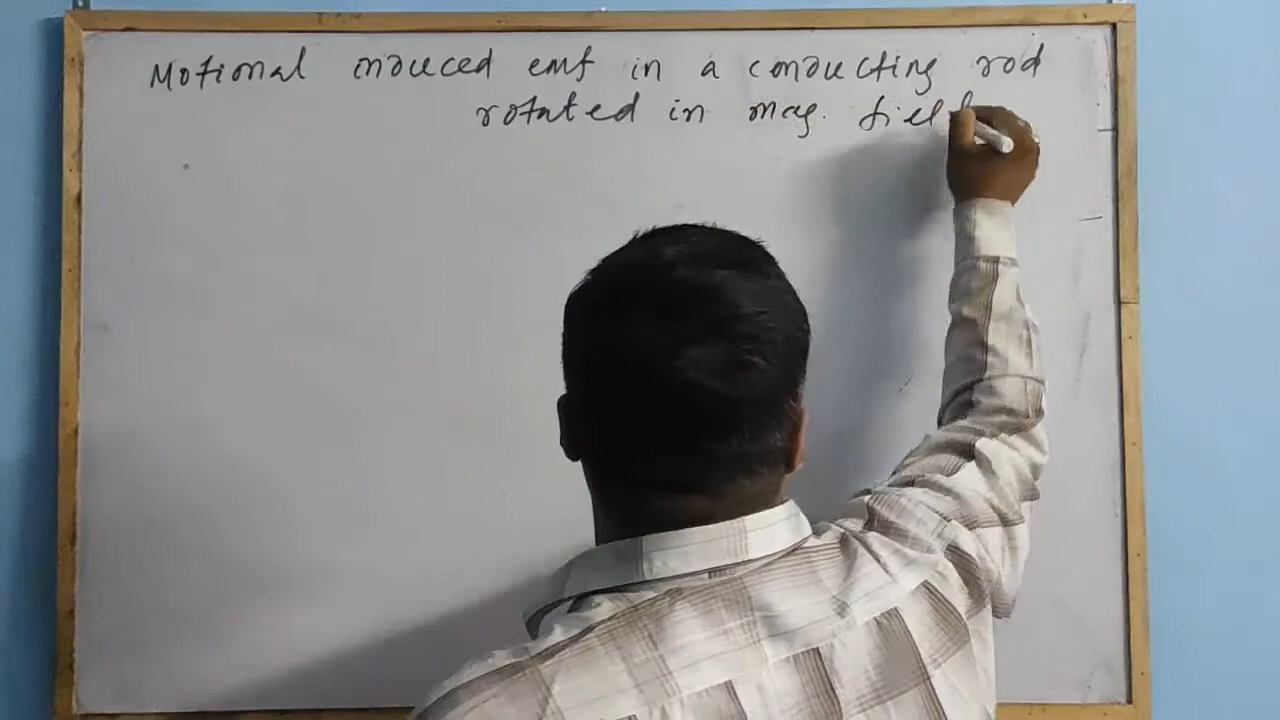 Motional induced emf in a conducting rod
rotated in mag. field